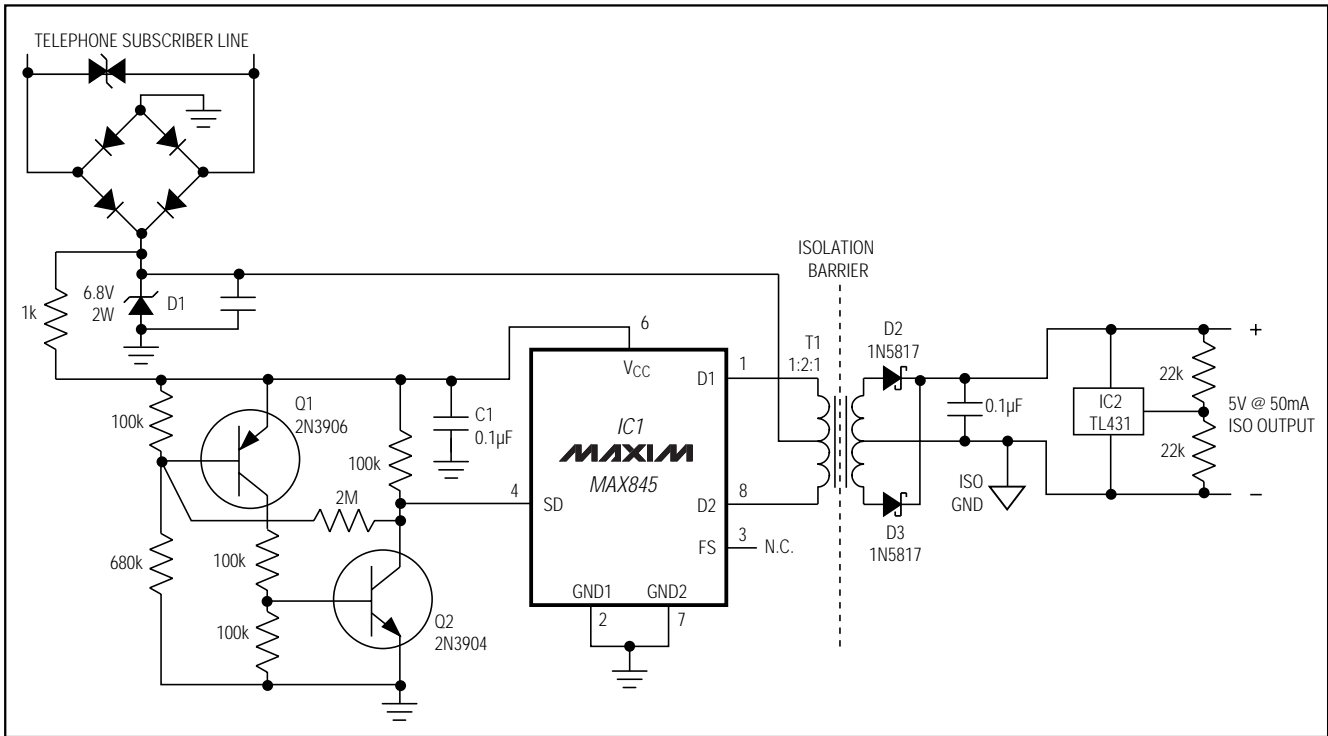 TELEPHONE SUBSCRIBER LINE
1k
6.8V
2W
D1
ISOLATION
BARRIER
6
VCC
T1
1:2:1
1
D1
D2
1N5817
+
22k
0.1µF
IC2
TL431
5V @ 50mA
ISO OUTPUT
22k
Q1
2N3906
100k
C1
0.1µF
100k
IC1
MAXIM
MAX845
4
SD
8
D2
ISO
GND
–
2M
3
FS
N.C.
D3
1N5817
680k
100k
GND1
GND2
2
7
100k
Q2
2N3904